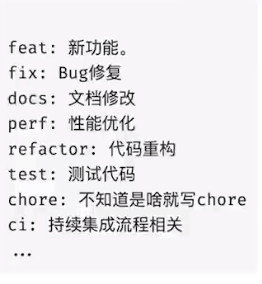 feat: 新功能。
fix: Bug修复
docs: 文档修改
perf: 性能优化
refactor: 代码重构
test: 测试代码
chore: 不知道是啥就写chore
ci: 持续集成流程相关
...